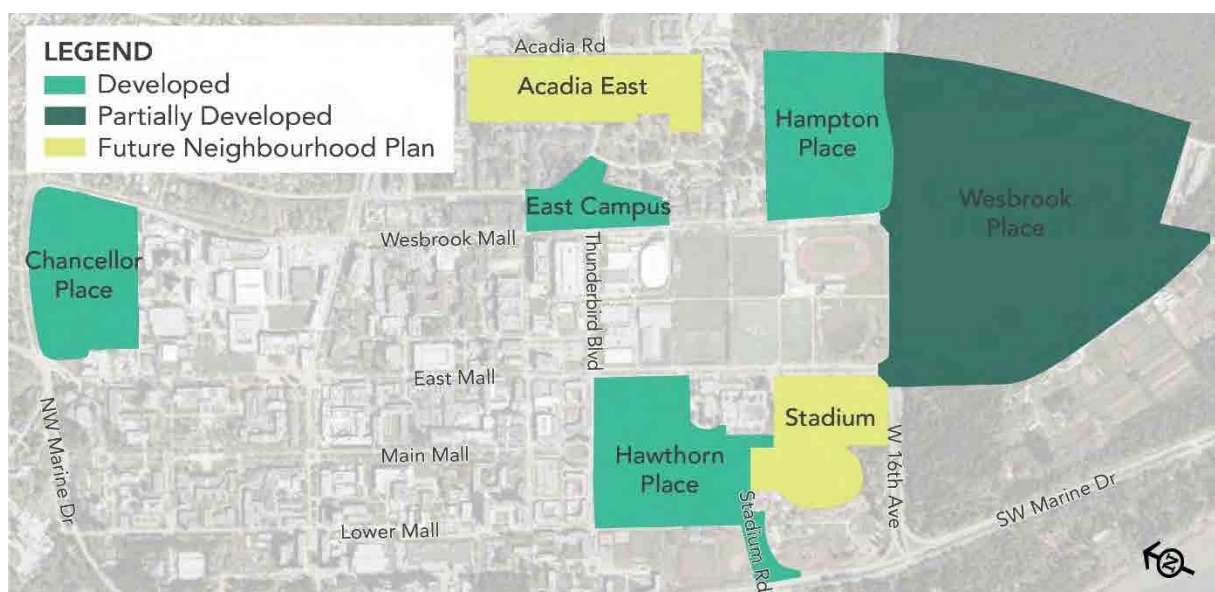 LEGEND
Developed
Partially Developed
Future Neighbourhood Plan
Acadia Rd
Acadia East
Hampton
Place
Wesbrook
Place
East Campus
Wesbrook Mall
Chancellor
Place
Thunderbird Blvd
East Mall
Stadium
NW Marine Dr
Main Mall
Hawthorn
Place
W 16th Ave
Lower Mall
Stadium Rd
SW Marine Dr
N